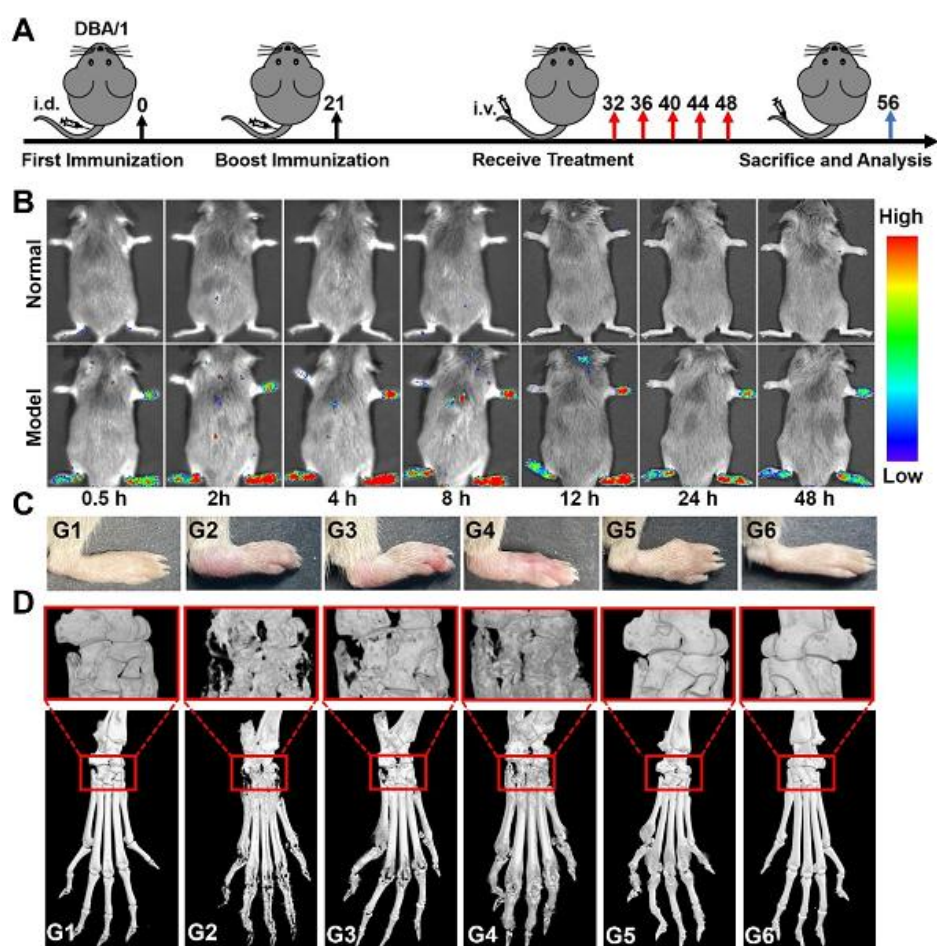 A
DBA/1
i.d.
0
21
i.v.
32 36 40 44 48
56
First Immunization
Boost Immunization
Receive Treatment
Sacrifice and Analysis
B
Normal
Model
High
Low
0.5 h
2h
4 h
8 h
12 h
24 h
48 h
C
G1
G2
G3
G4
G5
G6
D
G1
G2
G3
G4
G5
G6